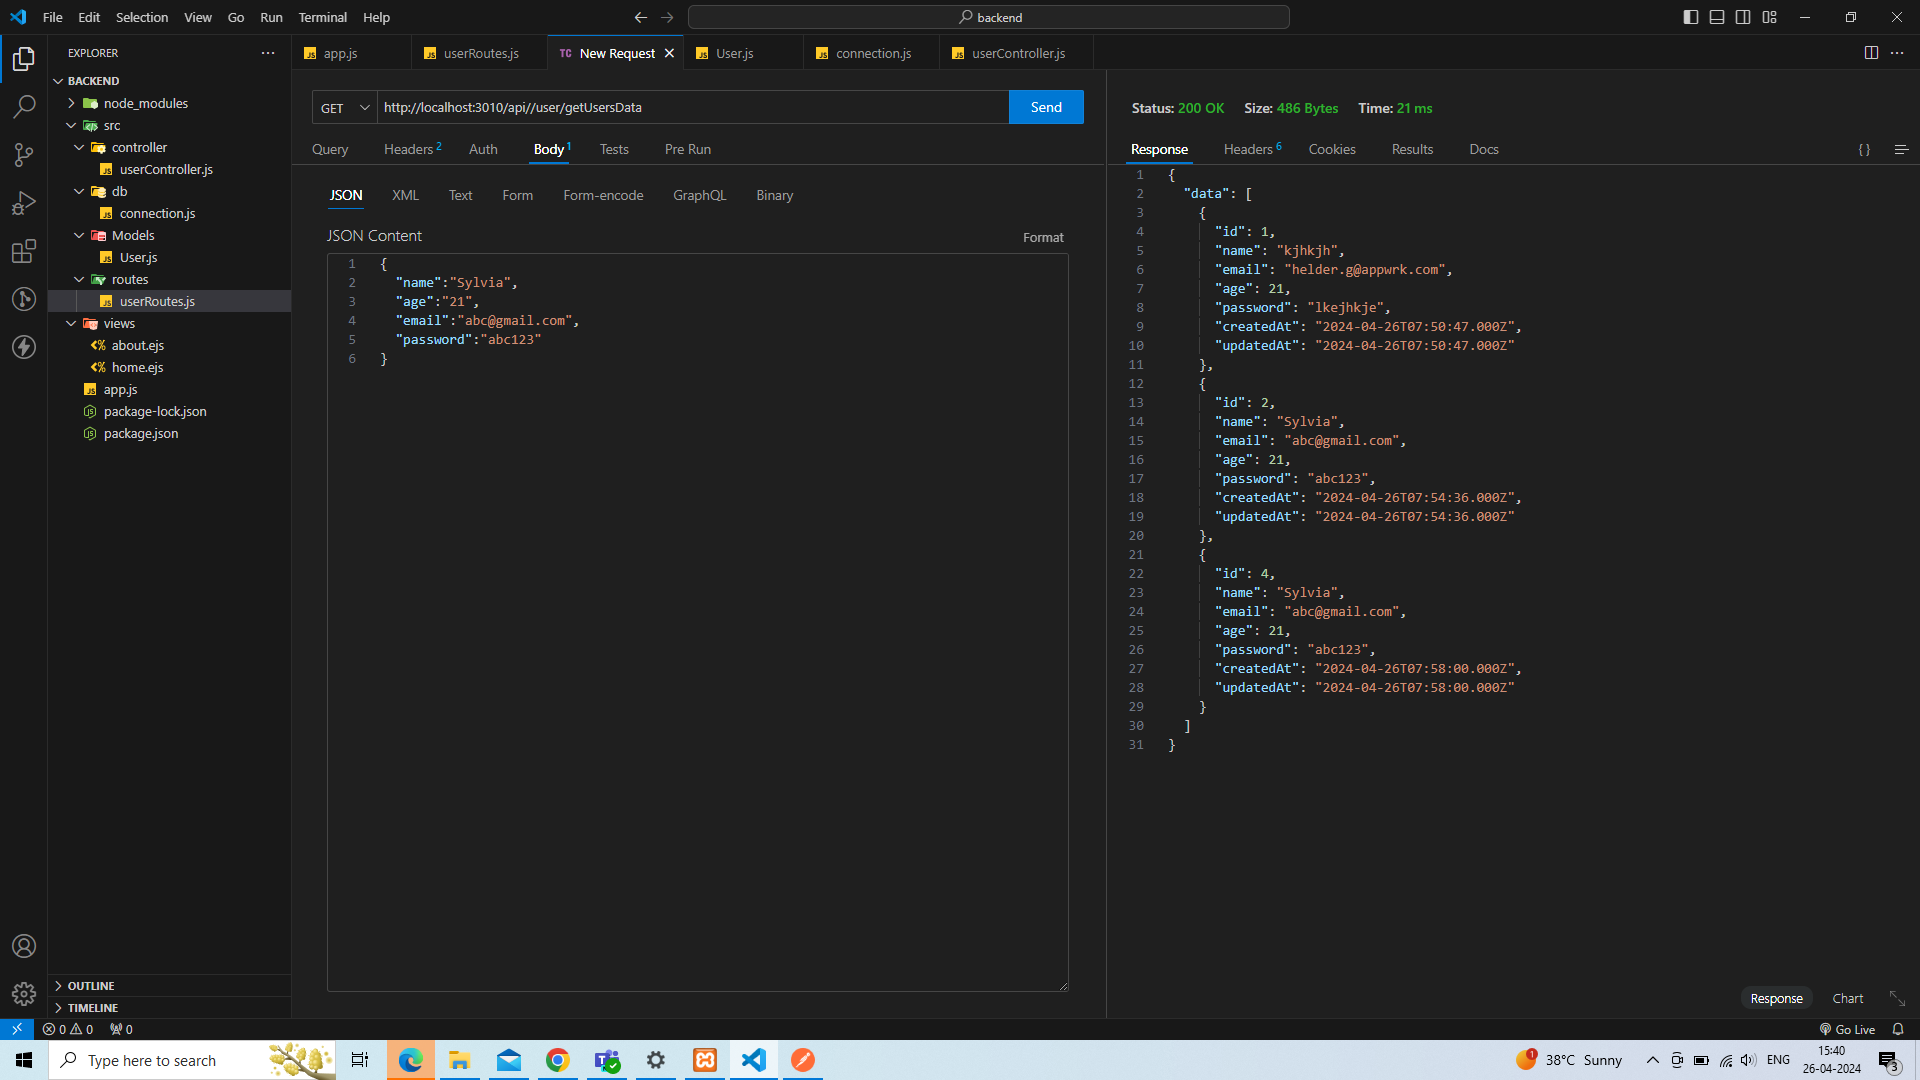 File Edit Selection View Go Run Terminal Help
backend
EXPLORER
BACKEND
node_modules
src
controller
userController.js
db
connection.js
Models
User.js
routes
userRoutes.js
views
about.ejs
home.ejs
app.js
package-lock.json
package.json
OUTLINE
TIMELINE
app.js userRoutes.js TC New Request User.js connection.js userController.js
GET http://localhost:3010/api//user/getUsersData Send
Query Headers 2 Auth Body 1 Tests Pre Run
JSON XML Text Form Form-encode GraphQL Binary
JSON Content
Format
1 {
2 "name":"Sylvia",
3 "age":"21",
4 "email":"abc@gmail.com",
5 "password":"abc123"
6 }
Status: 200 OK Size: 486 Bytes Time: 21 ms
Response Headers 6 Cookies Results Docs { }
1 {
2 "data": [
3 {
4 "id": 1,
5 "name": "kjhkjh",
6 "email": "helder.g@appwrk.com",
7 "age": 21,
8 "password": "lkejhkje",
9 "createdAt": "2024-04-26T07:50:47.000Z",
10 "updatedAt": "2024-04-26T07:50:47.000Z"
11 },
12 {
13 "id": 2,
14 "name": "Sylvia",
15 "email": "abc@gmail.com",
16 "age": 21,
17 "password": "abc123",
18 "createdAt": "2024-04-26T07:54:36.000Z",
19 "updatedAt": "2024-04-26T07:54:36.000Z"
20 },
21 {
22 "id": 4,
23 "name": "Sylvia",
24 "email": "abc@gmail.com",
25 "age": 21,
26 "password": "abc123",
27 "createdAt": "2024-04-26T07:58:00.000Z",
28 "updatedAt": "2024-04-26T07:58:00.000Z"
29 }
30 ]
31 }
Response Chart
0 0 0 Go Live
Type here to search
1 38°C Sunny ENG 15:40
26-04-2024 3